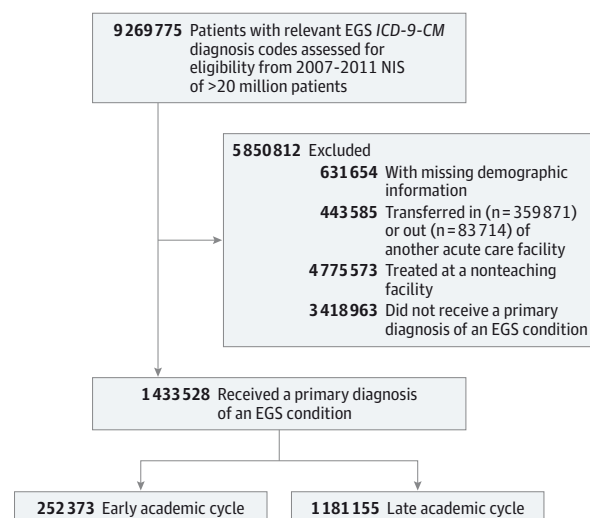 9269775 Patients with relevant EGS ICD-9-CM
diagnosis codes assessed for
eligibility from 2007-2011 NIS
of >20 million patients
5850812 Excluded
631654 With missing demographic
information
443585 Transferred in (n=359871)
or out (n=83714) of
another acute care facility
4775573 Treated at a nonteaching
facility
3418963 Did not receive a primary
diagnosis of an EGS condition
1433528 Received a primary diagnosis
of an EGS condition
252373 Early academic cycle
1181155 Late academic cycle